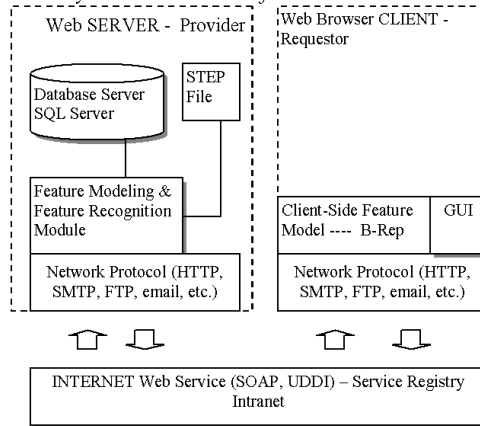 Web SERVER - Provider
Database Server
SQL Server
STEP
File
Feature Modeling &
Feature Recognition
Module
Network Protocol (HTTP,
SMTP, FTP, email, etc.)
Web Browser CLIENT -
Requestor
Client-Side Feature
Model ---- B-Rep
GUI
Network Protocol (HTTP,
SMTP, FTP, email, etc.)
INTERNET Web Service (SOAP, UDDI) – Service Registry
Intranet